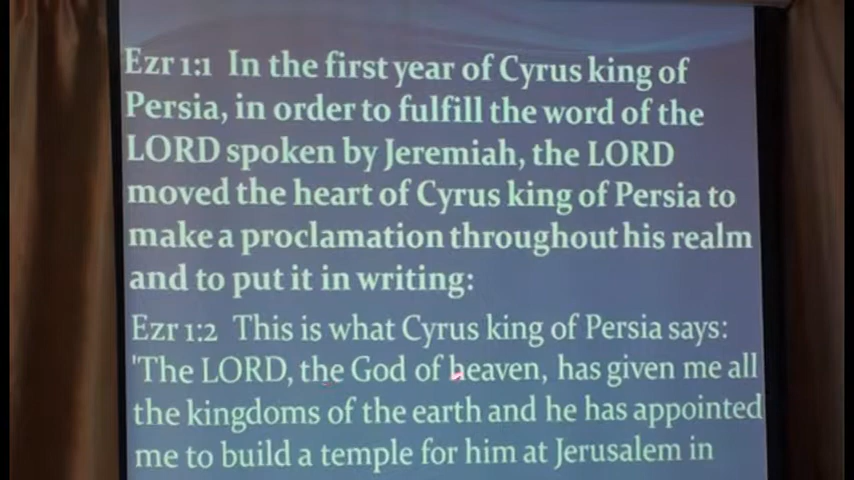 Ezr 1:1 In the first year of Cyrus king of
Persia, in order to fulfill the word of the
LORD spoken by Jeremiah, the LORD
moved the heart of Cyrus king of Persia to
make a proclamation throughout his realm
and to put it in writing:
Ezr 1:2 This is what Cyrus king of Persia says:
'The LORD, the God of heaven, has given me all
the kingdoms of the earth and he has appointed
me to build a temple for him at Jerusalem in